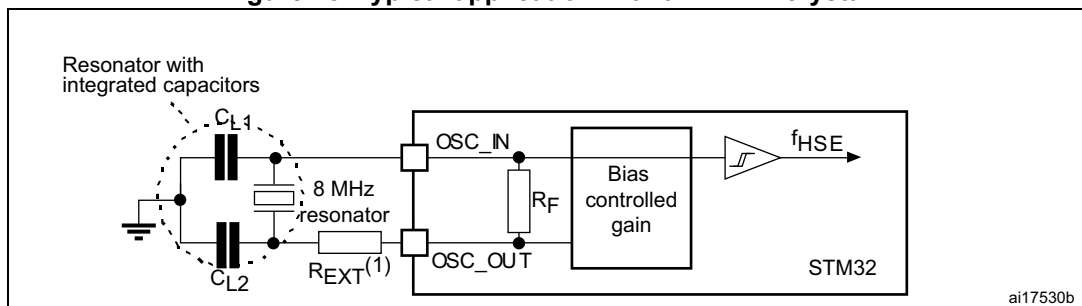 Resonator with
integrated capacitors
CL1
OSC_IN
fHSE
8 MHz
resonator
RF
Bias
controlled
gain
REXT(1)
OSC_OUT
CL2
STM32
ai17530b